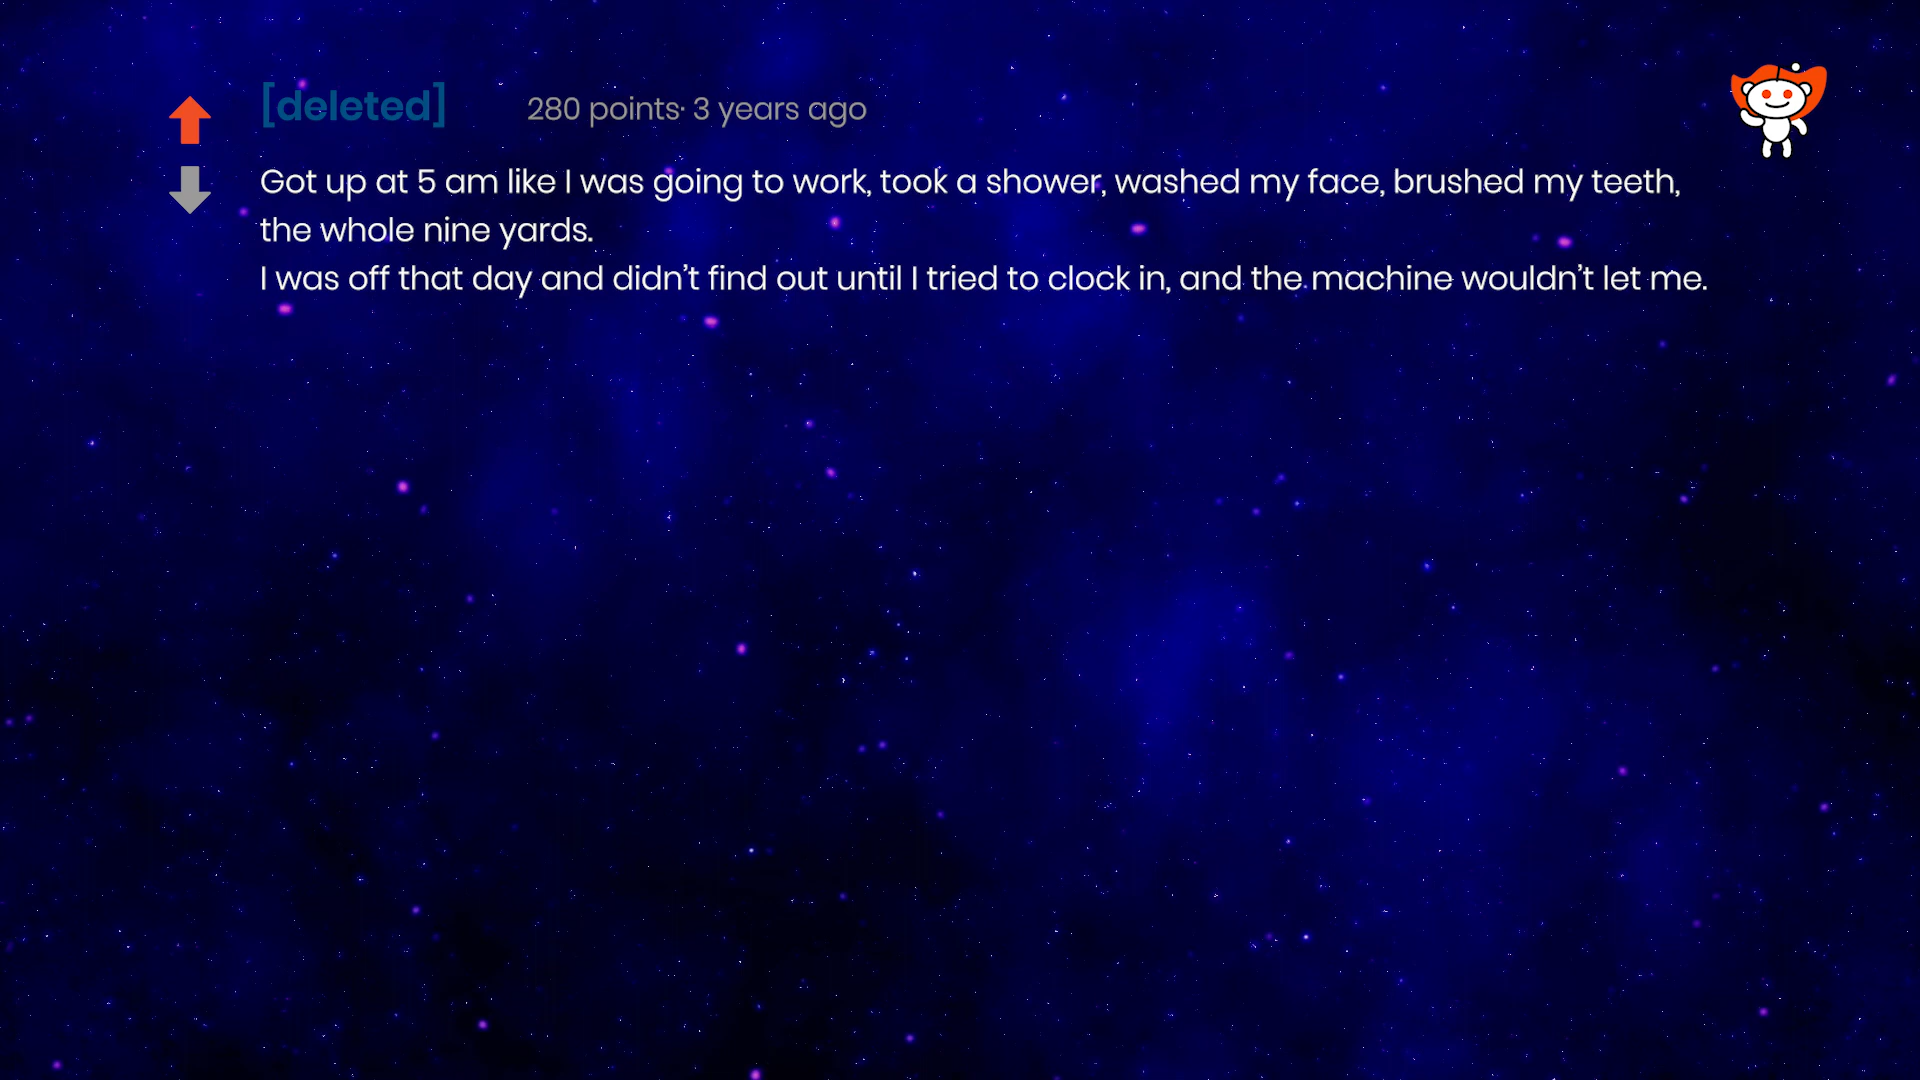 [deleted] 280 points· 3 years ago
Got up at 5 am like I was going to work, took a shower, washed my face, brushed my teeth,
the whole nine yards.
I was off that day and didn’t find out until I tried to clock in, and the machine wouldn’t let me.